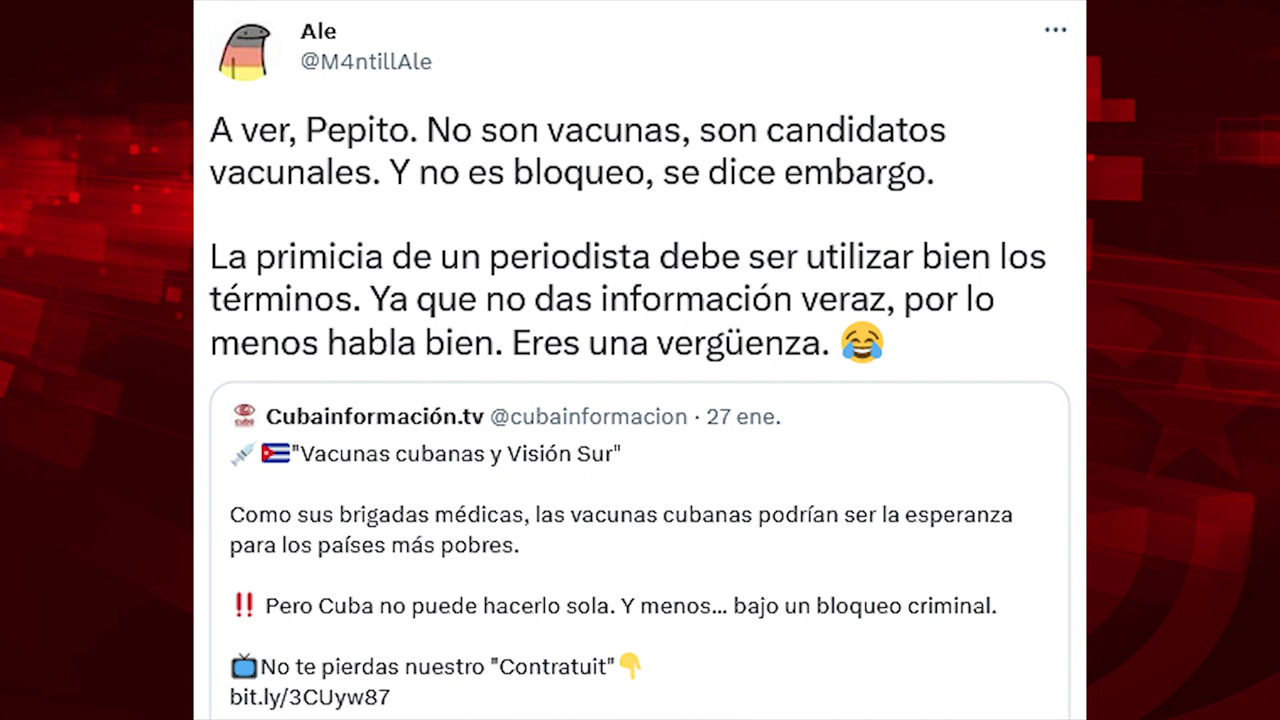 Ale
@M4ntillAle
A ver, Pepito. No son vacunas, son candidatos
vacunales. Y no es bloqueo, se dice embargo.
La primicia de un periodista debe ser utilizar bien los
términos. Ya que no das información veraz, por lo
menos habla bien. Eres una vergüenza. 😂
Cubainformación.tv @cubainformacion · 27 ene.
💉🇨🇺"Vacunas cubanas y Visión Sur"
Como sus brigadas médicas, las vacunas cubanas podrían ser la esperanza
para los países más pobres.
‼️ Pero Cuba no puede hacerlo sola. Y menos... bajo un bloqueo criminal.
📺No te pierdas nuestro "Contratuit"👇
bit.ly/3CUyw87